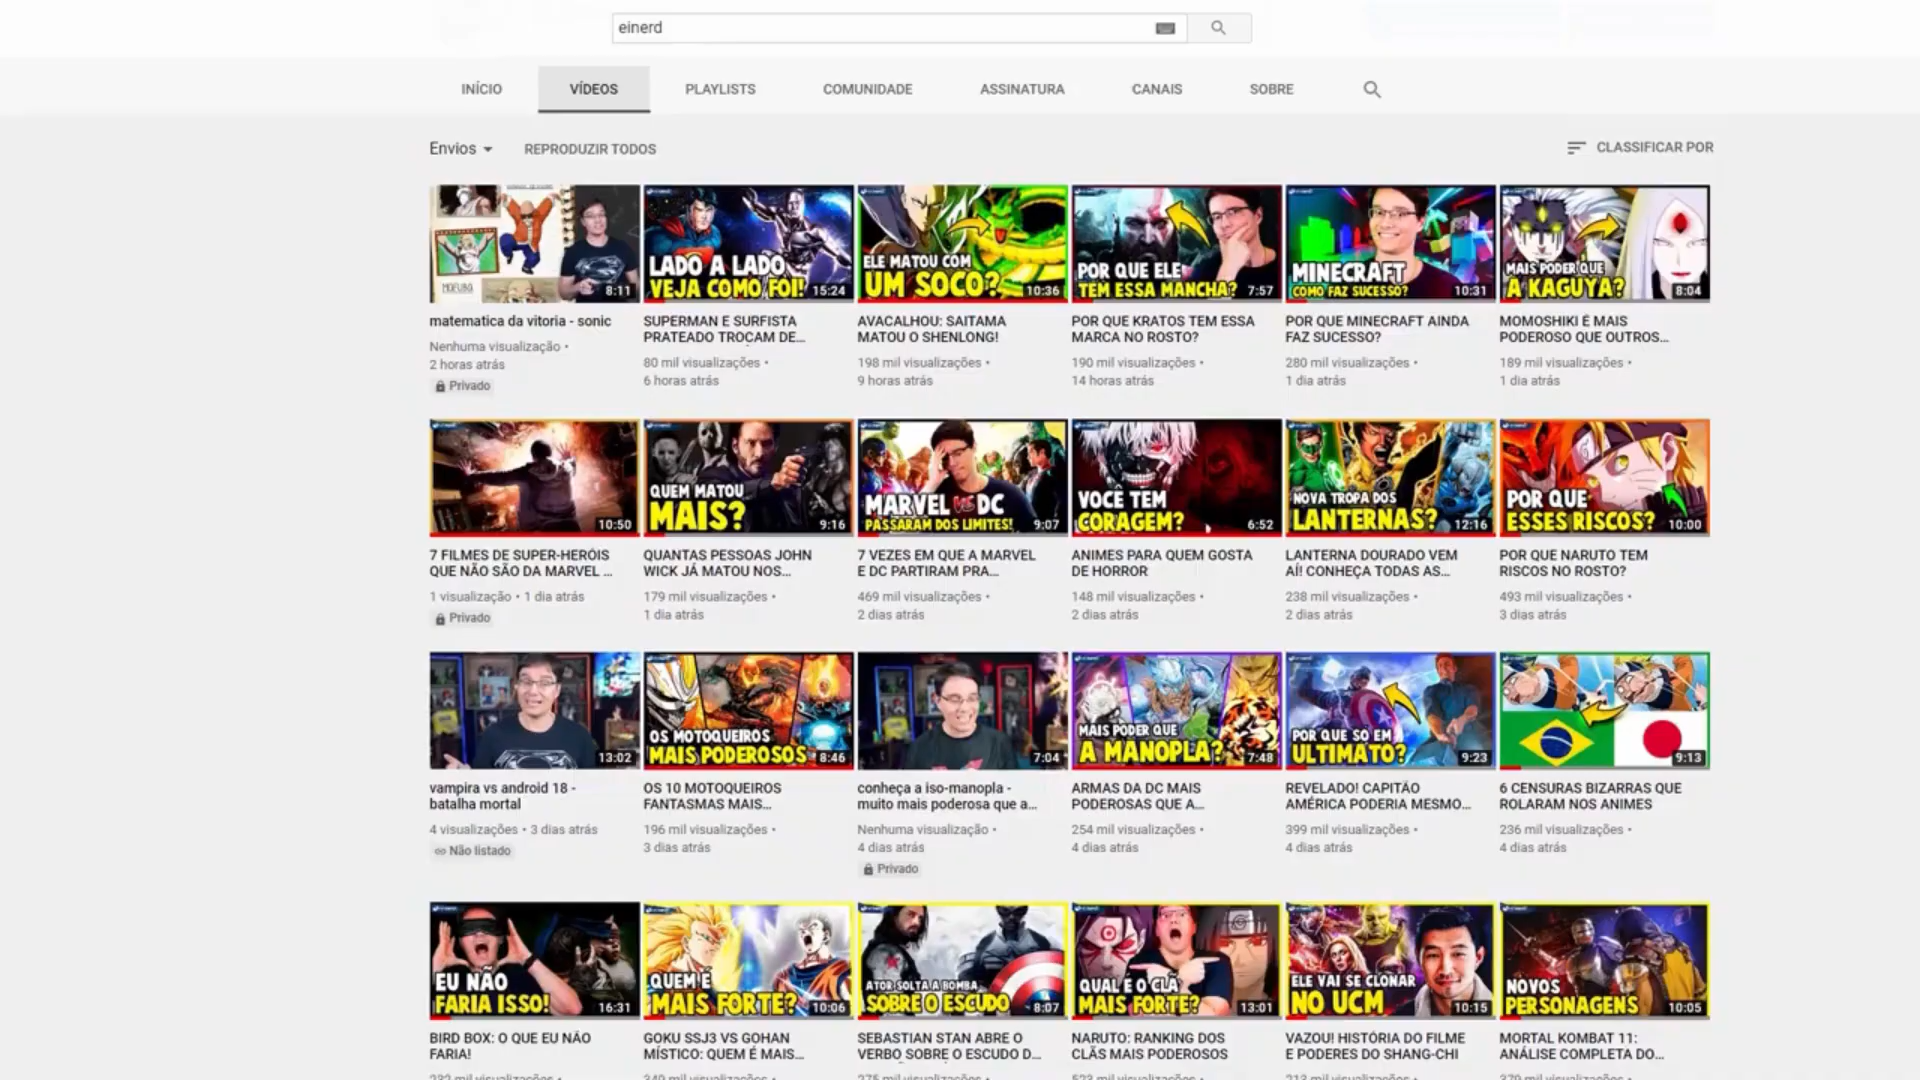 einerd
INÍCIO
VÍDEOS
PLAYLISTS
COMUNIDADE
ASSINATURA
CANAIS
SOBRE
Envios
REPRODUZIR TODOS
CLASSIFICAR POR
MOFUBA
8:11
LADO A LADO
VEJA COMO FOI!
15:24
ELE MATOU COM
UM SOCO?
10:36
POR QUE ELE
TEM ESSA MANCHA?
7:57
MINECRAFT
COMO FAZ SUCESSO?
10:31
MAIS PODER QUE
A KAGUYA?
8:04
matematica da vitoria - sonic
Nenhuma visualização •
2 horas atrás
Privado
SUPERMAN E SURFISTA
PRATEADO TROCAM DE...
80 mil visualizações •
6 horas atrás
AVACALHOU: SAITAMA
MATOU O SHENLONG!
198 mil visualizações •
9 horas atrás
POR QUE KRATOS TEM ESSA
MARCA NO ROSTO?
190 mil visualizações •
14 horas atrás
POR QUE MINECRAFT AINDA
FAZ SUCESSO?
280 mil visualizações •
1 dia atrás
MOMOSHIKI É MAIS
PODEROSO QUE OUTROS...
189 mil visualizações •
1 dia atrás
10:50
QUEM MATOU
MAIS?
9:16
MARVEL VS DC
PASSARAM DOS LIMITES!
9:07
VOCÊ TEM
CORAGEM?
6:52
NOVA TROPA DOS
LANTERNAS?
12:16
POR QUE
ESSES RISCOS?
10:00
7 FILMES DE SUPER-HERÓIS
QUE NÃO SÃO DA MARVEL ...
1 visualização • 1 dia atrás
Privado
QUANTAS PESSOAS JOHN
WICK JÁ MATOU NOS...
179 mil visualizações •
1 dia atrás
7 VEZES EM QUE A MARVEL
E DC PARTIRAM PRA...
469 mil visualizações •
2 dias atrás
ANIMES PARA QUEM GOSTA
DE HORROR
148 mil visualizações •
2 dias atrás
LANTERNA DOURADO VEM
AÍ! CONHEÇA TODAS AS...
238 mil visualizações •
2 dias atrás
POR QUE NARUTO TEM
RISCOS NO ROSTO?
493 mil visualizações •
3 dias atrás
13:02
OS MOTOQUEIROS
MAIS PODEROSOS
8:46
7:04
MAIS PODER QUE
A MANOPLA?
7:48
POR QUE SÓ EM
ULTIMATO?
9:23
9:13
vampira vs android 18 -
batalha mortal
4 visualizações • 3 dias atrás
Não listado
OS 10 MOTOQUEIROS
FANTASMAS MAIS...
196 mil visualizações •
3 dias atrás
conheça a iso-manopla -
muito mais poderosa que a...
Nenhuma visualização •
4 dias atrás
Privado
ARMAS DA DC MAIS
PODEROSAS QUE A...
254 mil visualizações •
4 dias atrás
REVELADO! CAPITÃO
AMÉRICA PODERIA MESMO...
399 mil visualizações •
4 dias atrás
6 CENSURAS BIZARRAS QUE
ROLARAM NOS ANIMES
236 mil visualizações •
4 dias atrás
EU NÃO
FARIA ISSO!
16:31
QUEM É
MAIS FORTE?
10:06
ATOR SOLTA A BOMBA
SOBRE O ESCUDO
8:07
QUAL É O CLÃ
MAIS FORTE?
13:01
ELE VAI SE CLONAR
NO UCM
10:15
NOVOS
PERSONAGENS
10:05
BIRD BOX: O QUE EU NÃO
FARIA!
GOKU SSJ3 VS GOHAN
MÍSTICO: QUEM É MAIS...
SEBASTIAN STAN ABRE O
VERBO SOBRE O ESCUDO D...
NARUTO: RANKING DOS
CLÃS MAIS PODEROSOS
VAZOU! HISTÓRIA DO FILME
E PODERES DO SHANG-CHI
MORTAL KOMBAT 11:
ANÁLISE COMPLETA DO...